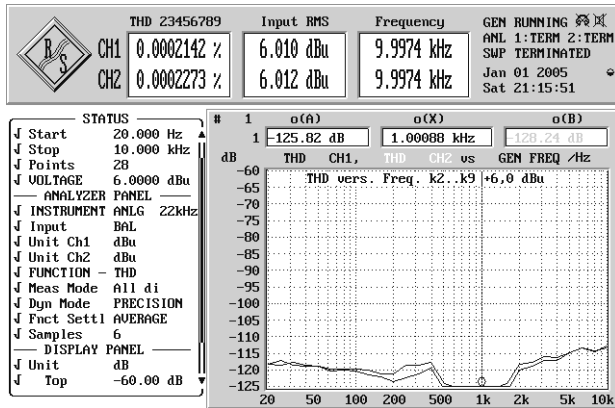 THD 23456789 Input RMS Frequency GEN RUNNING
R S CH1 0.0002142 % 6.010 dBu 9.9974 kHz ANL 1:TERM 2:TERM
SWP TERMINATED
CH2 0.0002273 % 6.012 dBu 9.9974 kHz Jan 01 2005
Sat 21:15:51
STATUS
Start 20.000 Hz
Stop 10.000 kHz
Points 28
VOLTAGE 6.0000 dBu
ANALYZER PANEL
INSTRUMENT ANLG 22kHz
Input BAL
Unit Ch1 dBu
Unit Ch2 dBu
FUNCTION - THD
Meas Mode All di
Dyn Mode PRECISION
Fnct Settl AVERAGE
Samples 6
DISPLAY PANEL
Unit dB
Top -60.00 dB
# 1 o(A) o(X) o(B)
1 -125.82 dB 1.00088 kHz -128.24 dB
dB THD CH1, THD CH2 vs GEN FREQ /Hz
THD vers. Freq. k2..k9 +6,0 dBu
-60
-65
-70
-75
-80
-85
-90
-95
-100
-105
-110
-115
-120
-125
20 50 100 200 500 1k 2k 5k 10k